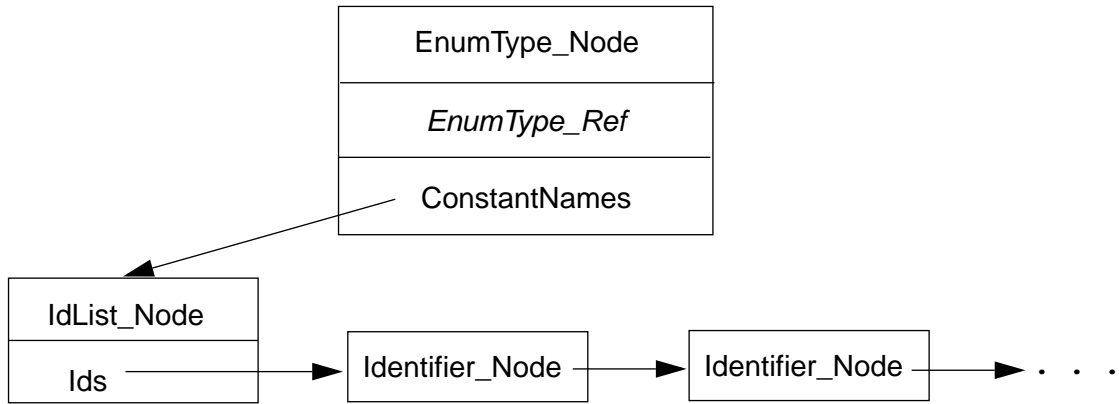 EnumType_Node
EnumType_Ref
ConstantNames
IdList_Node
Ids
Identifier_Node
Identifier_Node
. . .